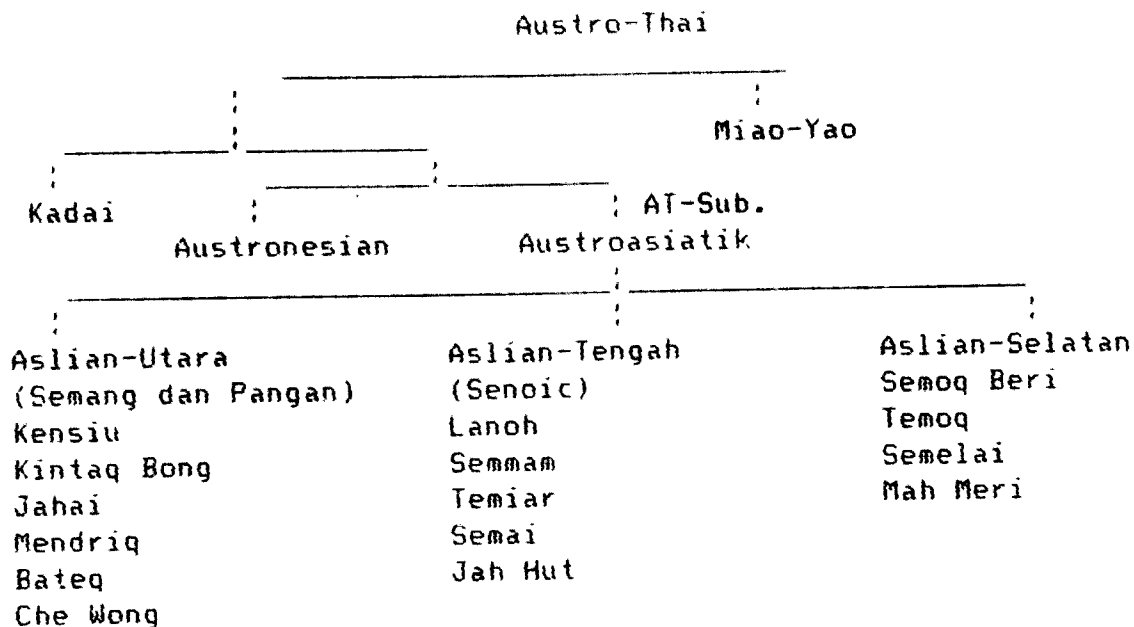 Austro-Thai
Miao-Yao
Kadai
AT-Sub.
Austronesian
Austroasiatik
Aslian-Utara
(Semang dan Pangan)
Kensiu
Kintaq Bong
Jahai
Mendriq
Bateq
Che Wong
Aslian-Tengah
(Senoic)
Lanoh
Semmam
Temiar
Semai
Jah Hut
Aslian-Selatan
Semoq Beri
Temoq
Semelai
Mah Meri